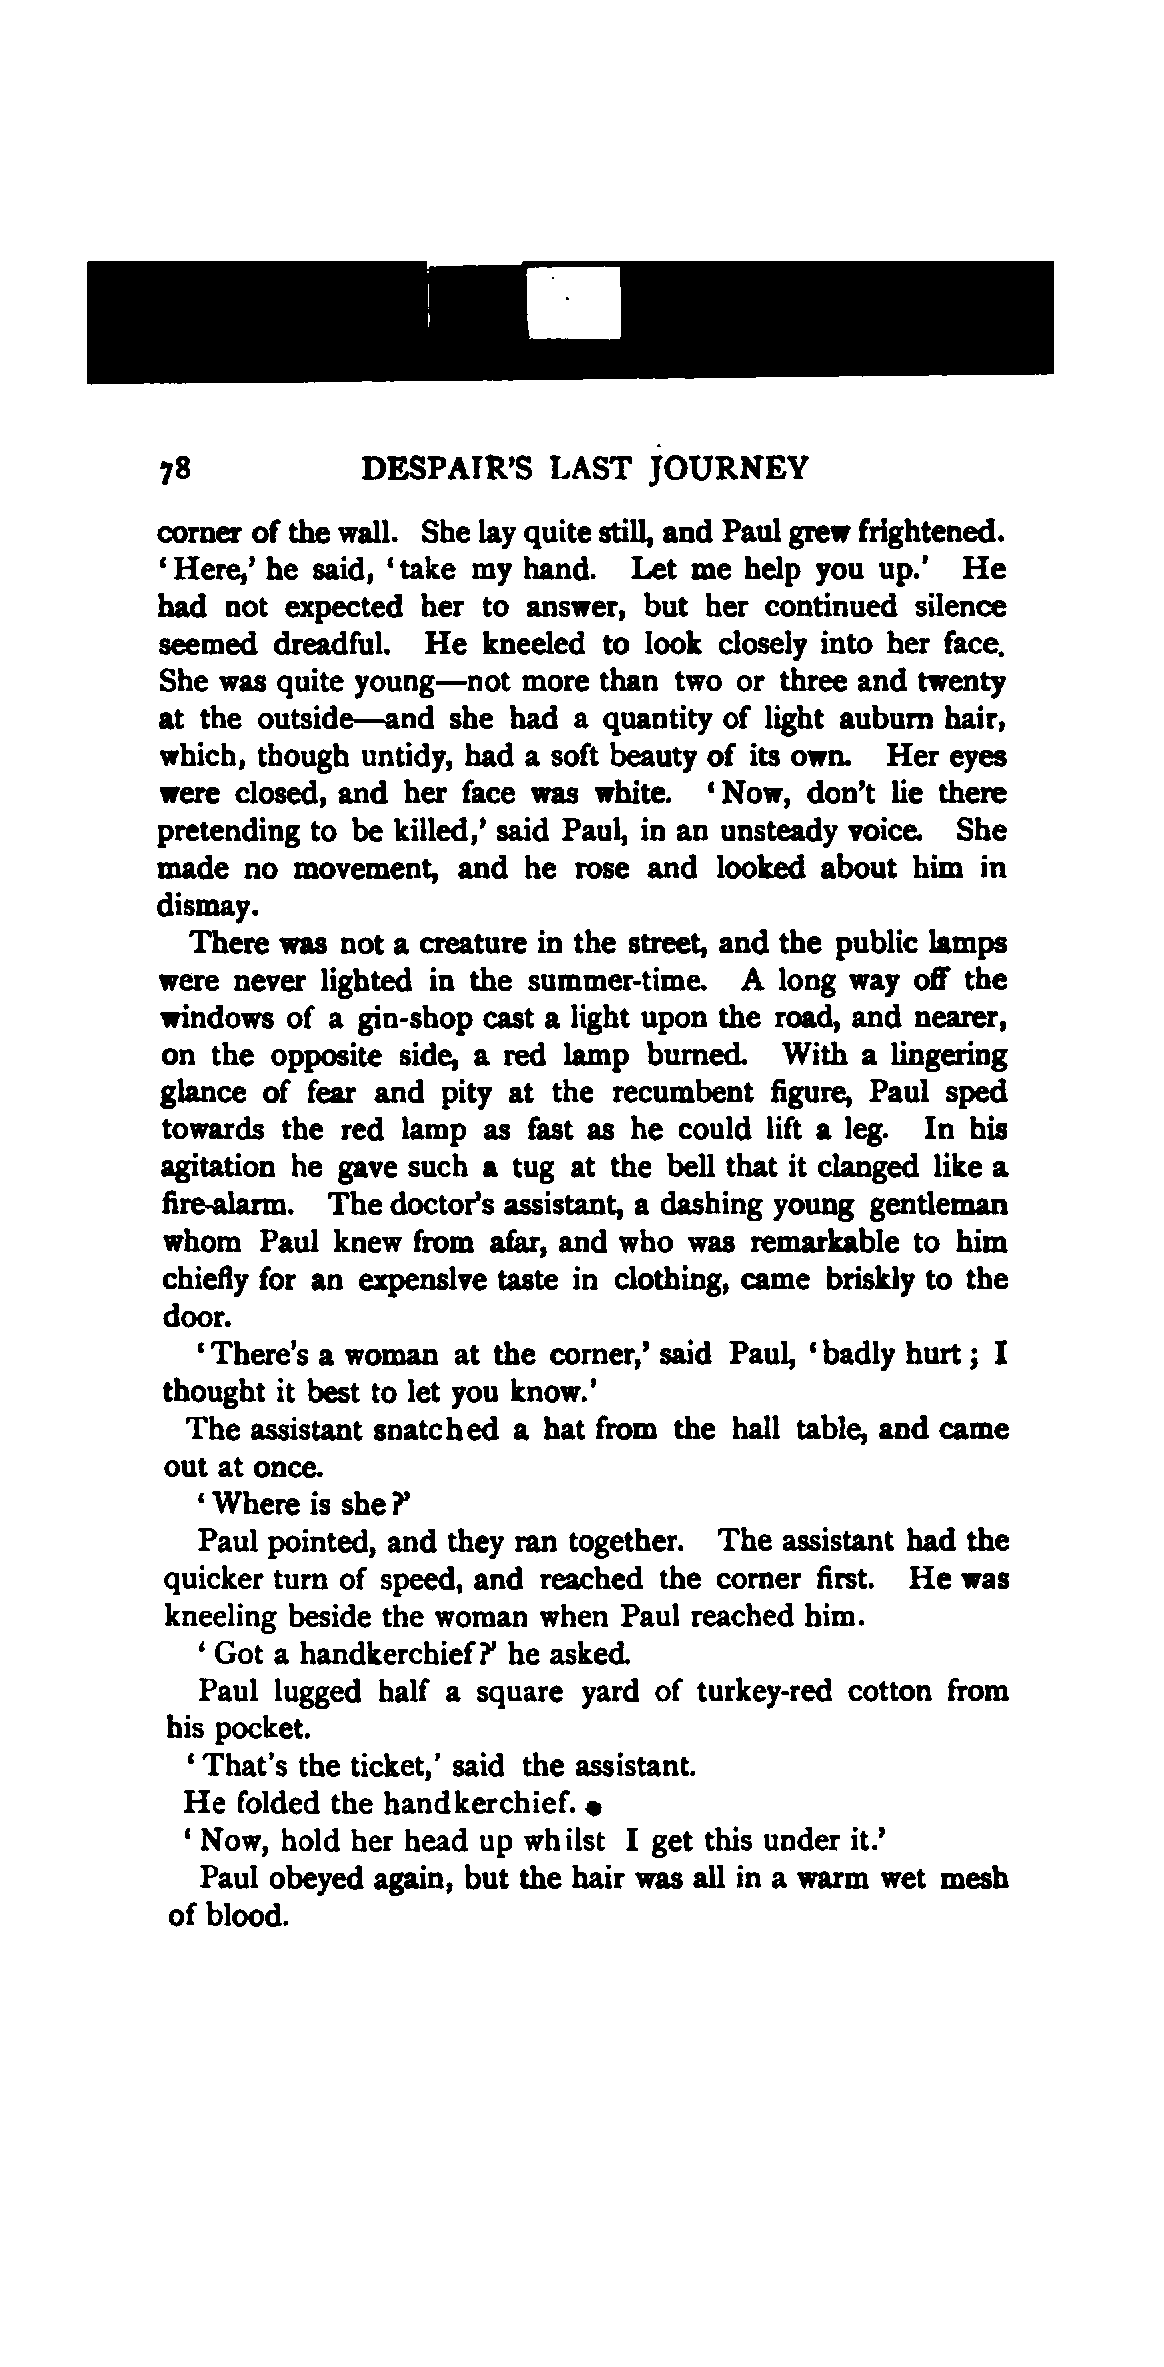 78 DESPAIR'S LAST JOURNEY
corner of the wall. She lay quite still, and Paul grew frightened.
‘Here,’ he said, ‘take my hand. Let me help you up.’ He
had not expected her to answer, but her continued silence
seemed dreadful. He kneeled to look closely into her face.
She was quite young—not more than two or three and twenty
at the outside—and she had a quantity of light auburn hair,
which, though untidy, had a soft beauty of its own. Her eyes
were closed, and her face was white. ‘Now, don't lie there
pretending to be killed,’ said Paul, in an unsteady voice. She
made no movement, and he rose and looked about him in
dismay.
There was not a creature in the street, and the public lamps
were never lighted in the summer-time. A long way off the
windows of a gin-shop cast a light upon the road, and nearer,
on the opposite side, a red lamp burned. With a lingering
glance of fear and pity at the recumbent figure, Paul sped
towards the red lamp as fast as he could lift a leg. In his
agitation he gave such a tug at the bell that it clanged like a
fire-alarm. The doctor's assistant, a dashing young gentleman
whom Paul knew from afar, and who was remarkable to him
chiefly for an expensive taste in clothing, came briskly to the
door.
‘There's a woman at the corner,’ said Paul, ‘badly hurt; I
thought it best to let you know.’
The assistant snatched a hat from the hall table, and came
out at once.
‘Where is she?’
Paul pointed, and they ran together. The assistant had the
quicker turn of speed, and reached the corner first. He was
kneeling beside the woman when Paul reached him.
‘Got a handkerchief?’ he asked.
Paul lugged half a square yard of turkey-red cotton from
his pocket.
‘That's the ticket,’ said the assistant.
He folded the handkerchief.
‘Now, hold her head up whilst I get this under it.’
Paul obeyed again, but the hair was all in a warm wet mesh
of blood.